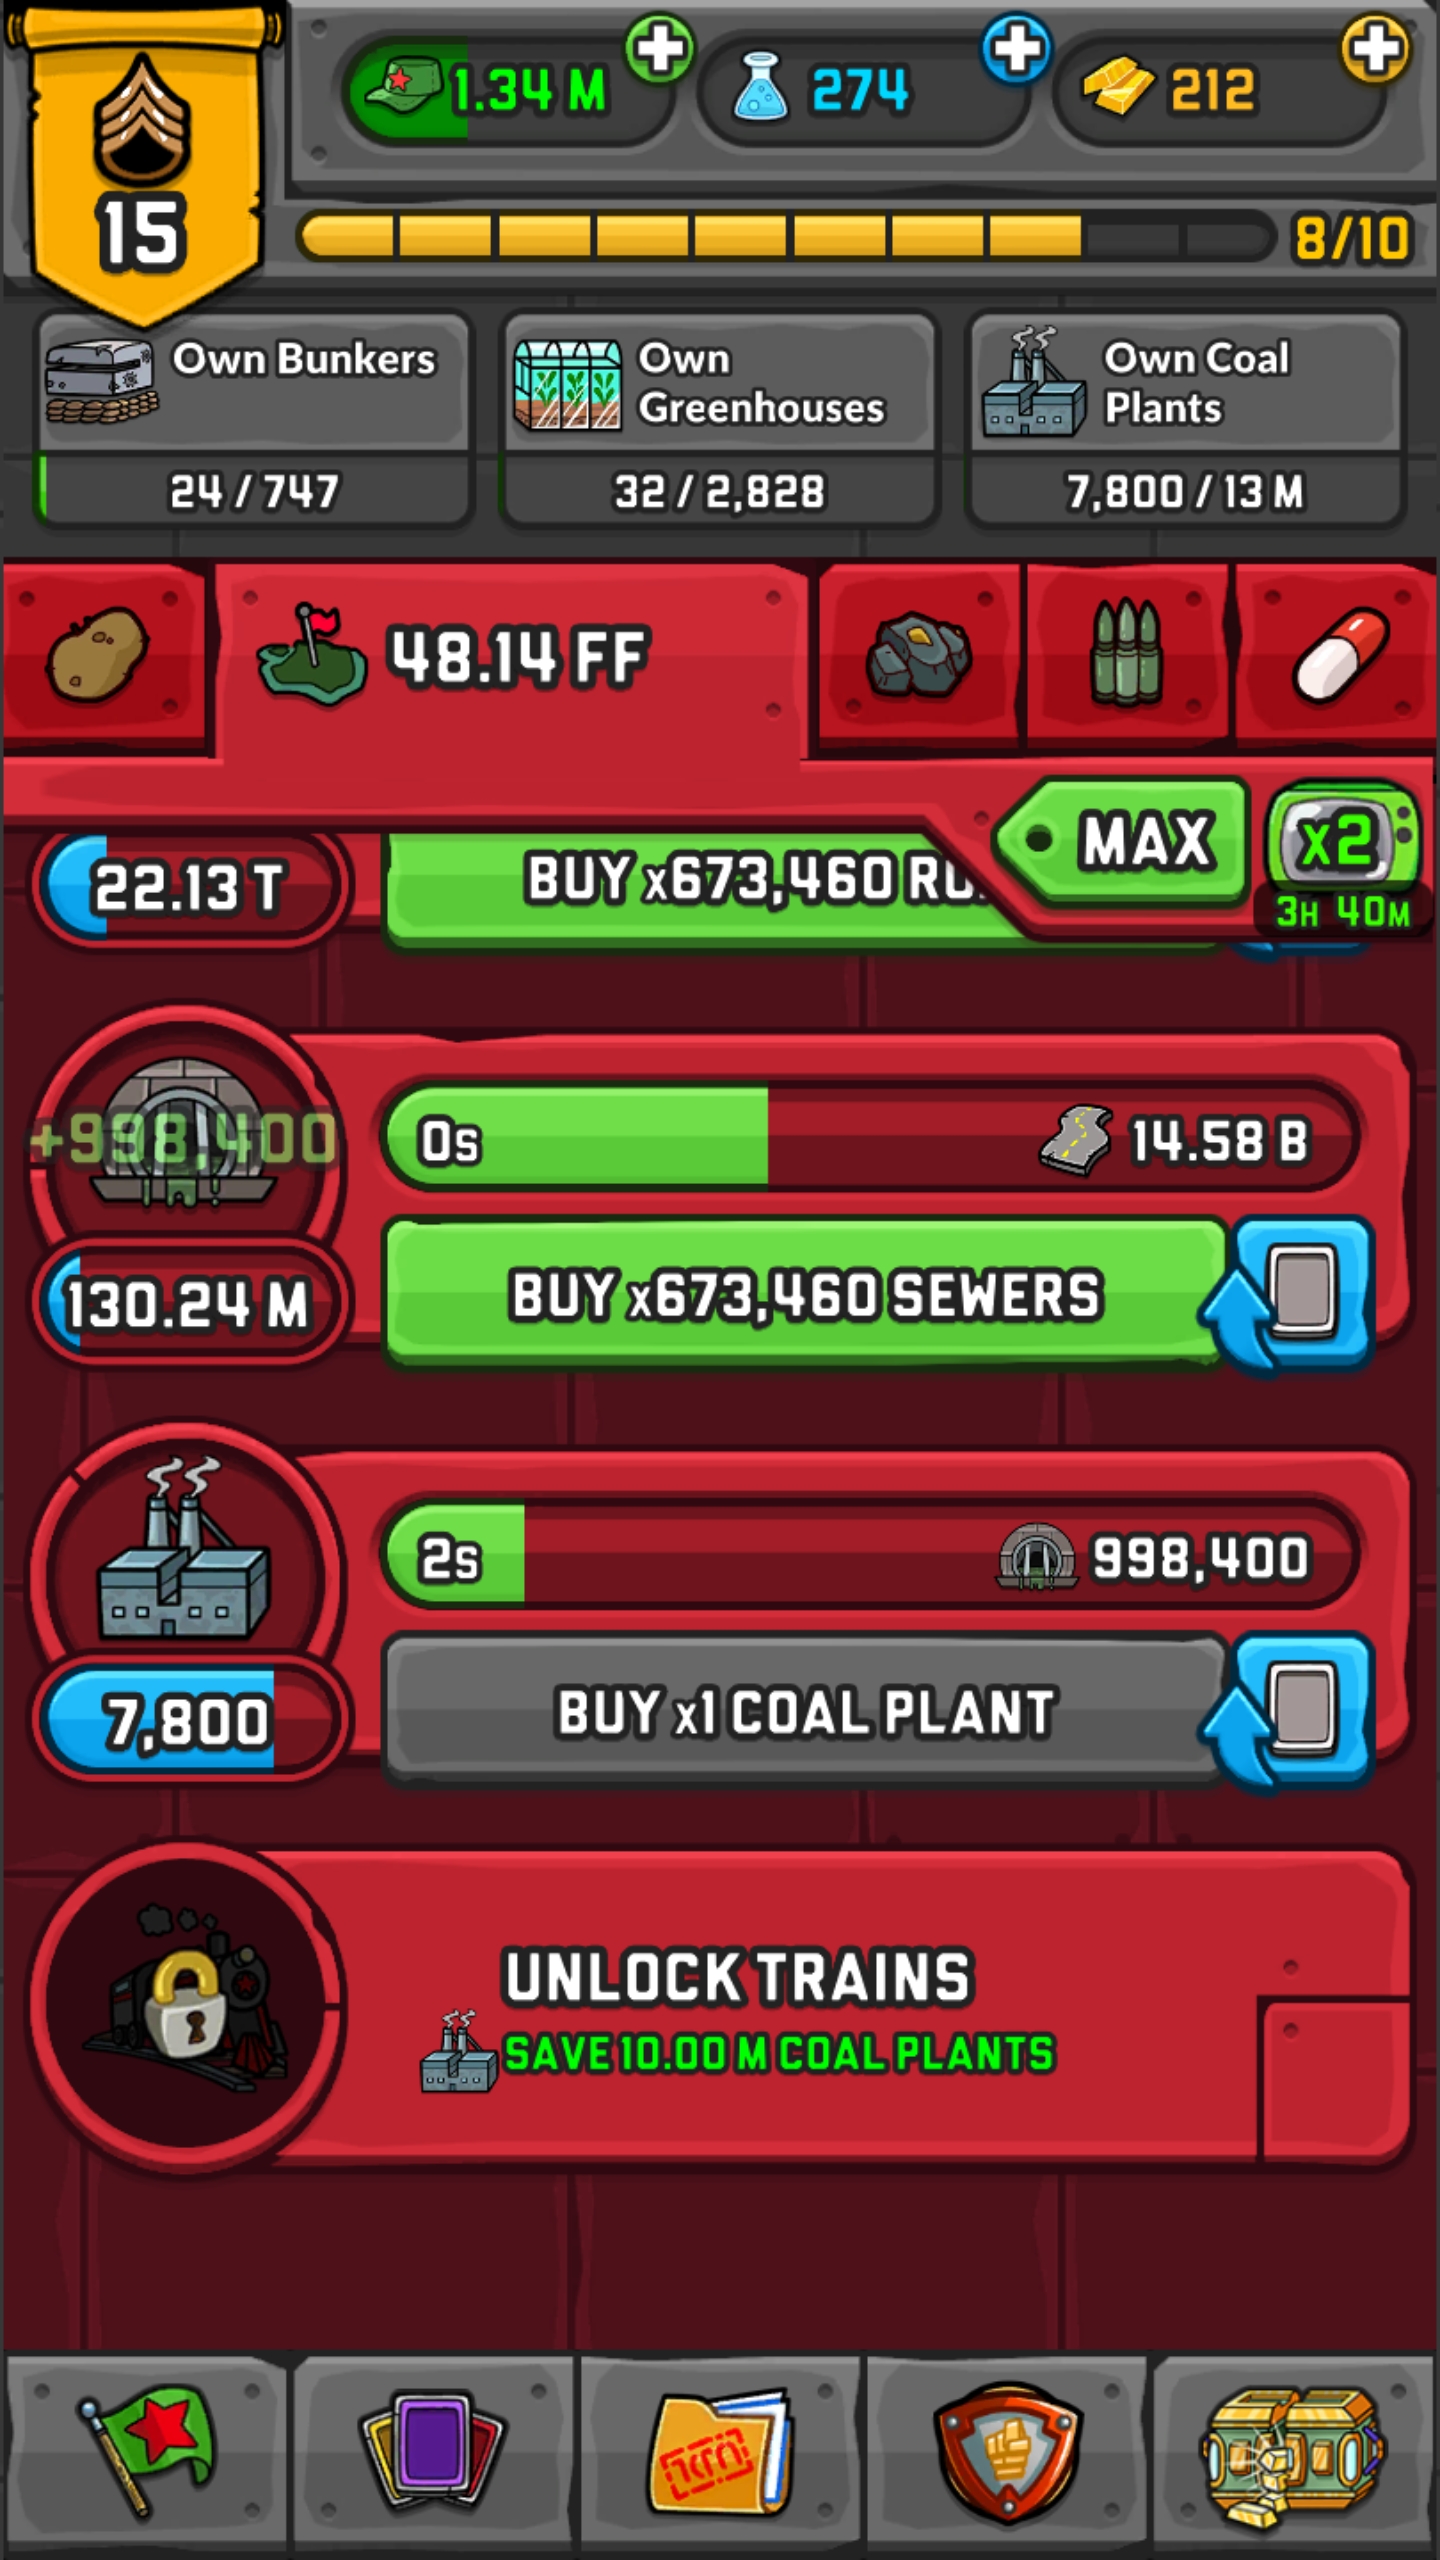 1.34 M
274
212
15
8/10
Own Bunkers
24 / 747
Own
Greenhouses
32 / 2,828
Own Coal
Plants
7,800 / 13 M
48.14 FF
MAX
x2
3H 40M
22.13 T
BUY x673,460
+998,400
0s
14.58 B
130.24 M
BUY x673,460 SEWERS
2s
998,400
7,800
BUY x1 COAL PLANT
UNLOCK TRAINS
SAVE 10.00 M COAL PLANTS